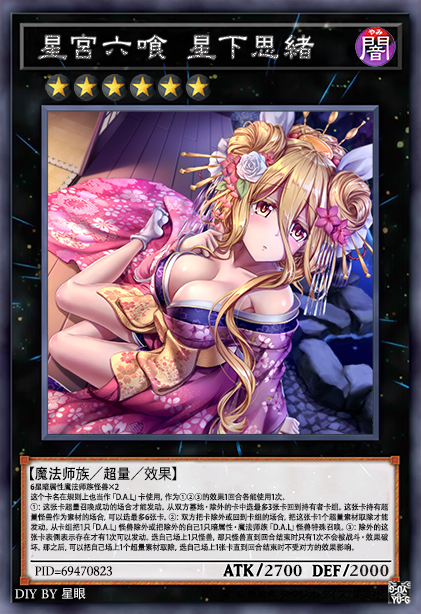 星宮六喰 星下思緒
やみ
闇
【魔法师族／超量／效果】
6星暗属性魔法师族怪兽×2
这个卡名在规则上也当作「D.A.L」卡使用，作为①②③的效果1回合各能使用1次。
①：这张卡超量召唤成功的场合才能发动，从双方墓地・除外的卡中选最多3张卡回到持有者卡组，这张卡持有超
量怪兽作为素材的场合，可以选最多6张卡。②：双方把卡除外或回到卡组的场合，把这张卡1个超量素材取除才能
发动，从卡组把1只「D.A.L」怪兽除外或把除外的自己1只暗属性・魔法师族「D.A.L」怪兽特殊召唤。③：除外的这
张卡表侧表示存在才有1次可以发动，选自己场上1只怪兽，那只怪兽直到回合结束时只有1次不会被战斗・效果破
坏，那之后，可以把自己场上1个超量素材取除，选自己场上1张卡直到回合结束时不受对方的效果影响。
PID=69470823
ATK/2700 DEF/2000
DIY BY 星眼